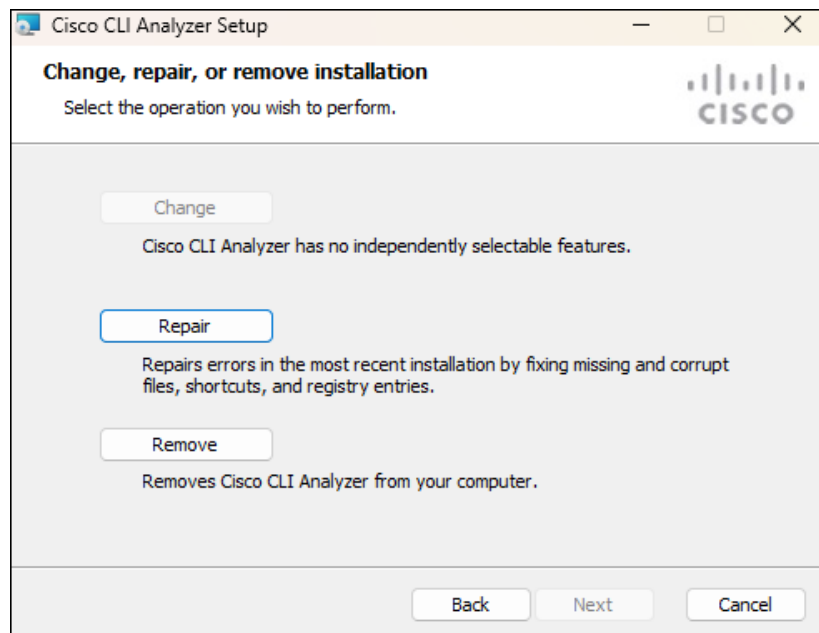 Cisco CLI Analyzer Setup
Change, repair, or remove installation
Select the operation you wish to perform.
CISCO
Change
Cisco CLI Analyzer has no independently selectable features.
Repair
Repairs errors in the most recent installation by fixing missing and corrupt
files, shortcuts, and registry entries.
Remove
Removes Cisco CLI Analyzer from your computer.
Back Next Cancel